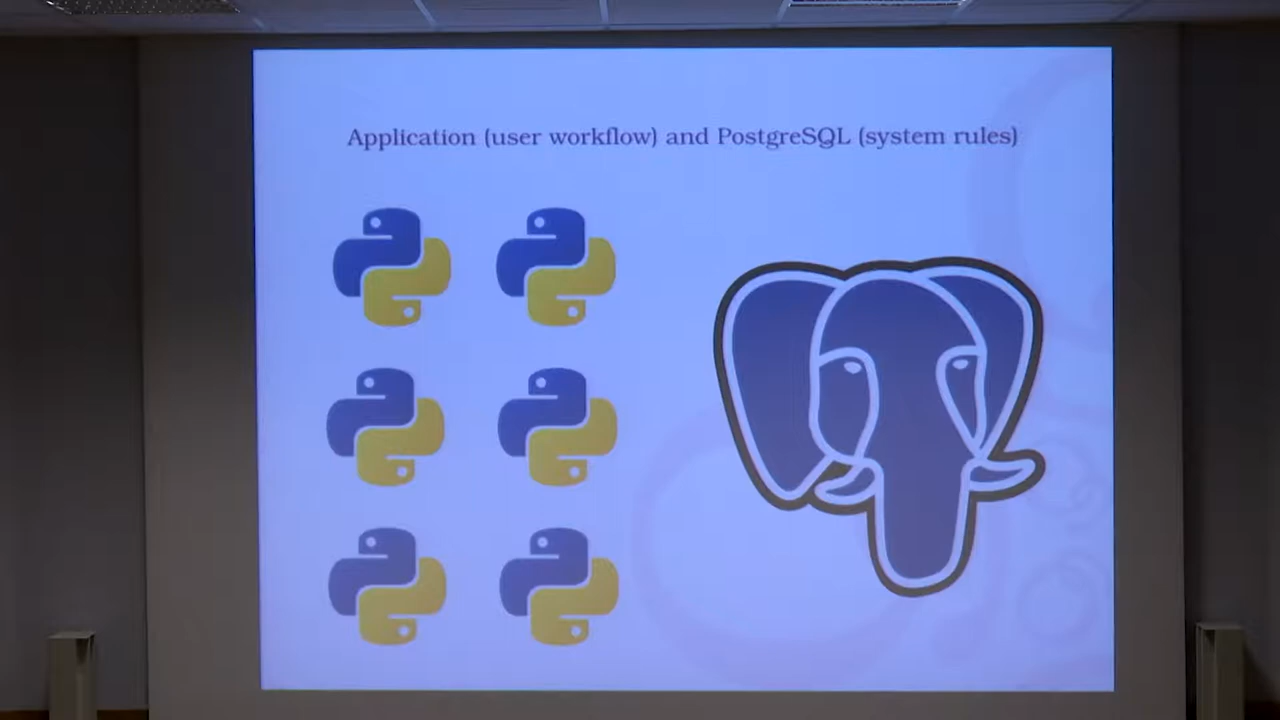 Application (user workflow) and PostgreSQL (system rules)